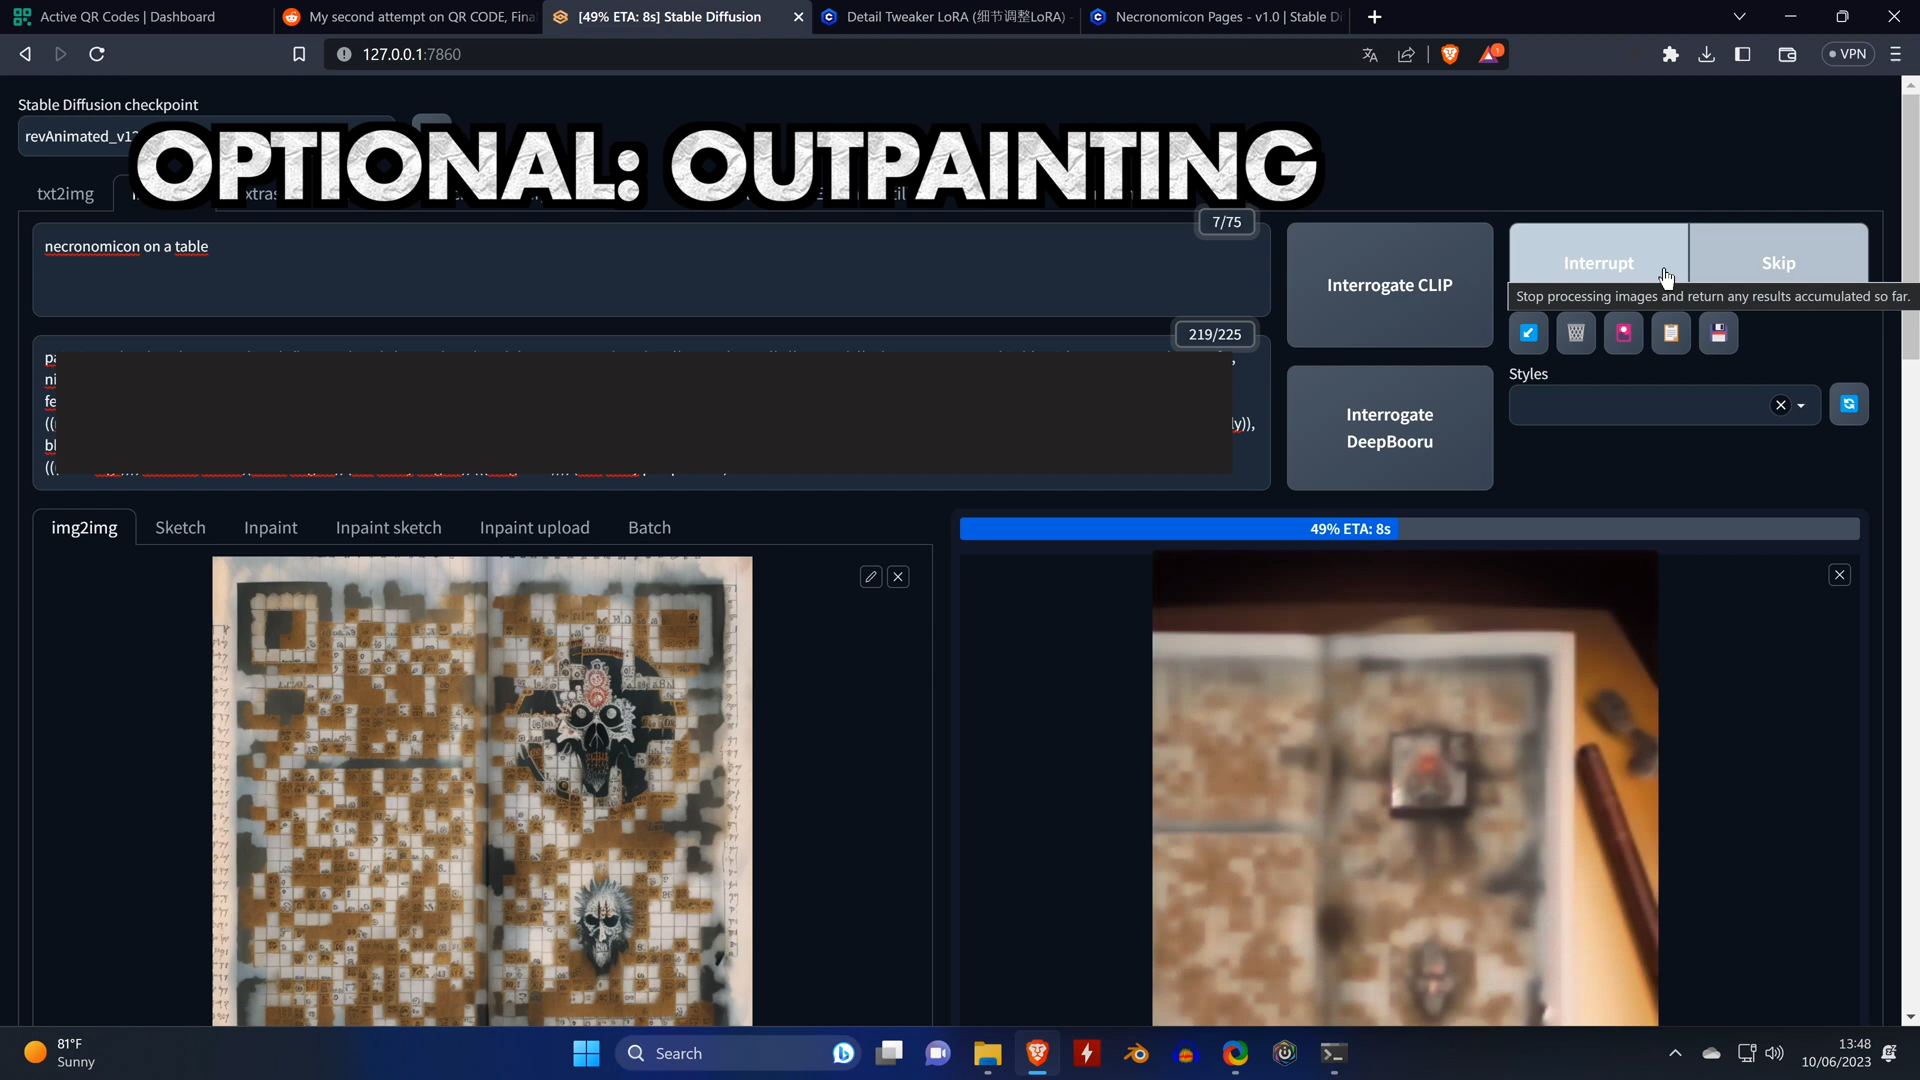 Active QR Codes | Dashboard
My second attempt on QR CODE, Fina
[49% ETA: 8s] Stable Diffusion
Detail Tweaker LoRA (细节调整LoRA) -
Necronomicon Pages - v1.0 | Stable Di
127.0.0.1:7860
1
VPN
Stable Diffusion checkpoint
revAnimated_v12
OPTIONAL: OUTPAINTING
txt2img
7/75
necronomicon on a table
Interrogate CLIP
Interrupt
Skip
Stop processing images and return any results accumulated so far.
219/225
Styles
Interrogate
DeepBooru
img2img
Sketch
Inpaint
Inpaint sketch
Inpaint upload
Batch
49% ETA: 8s
81°F
Sunny
Search
13:48
10/06/2023